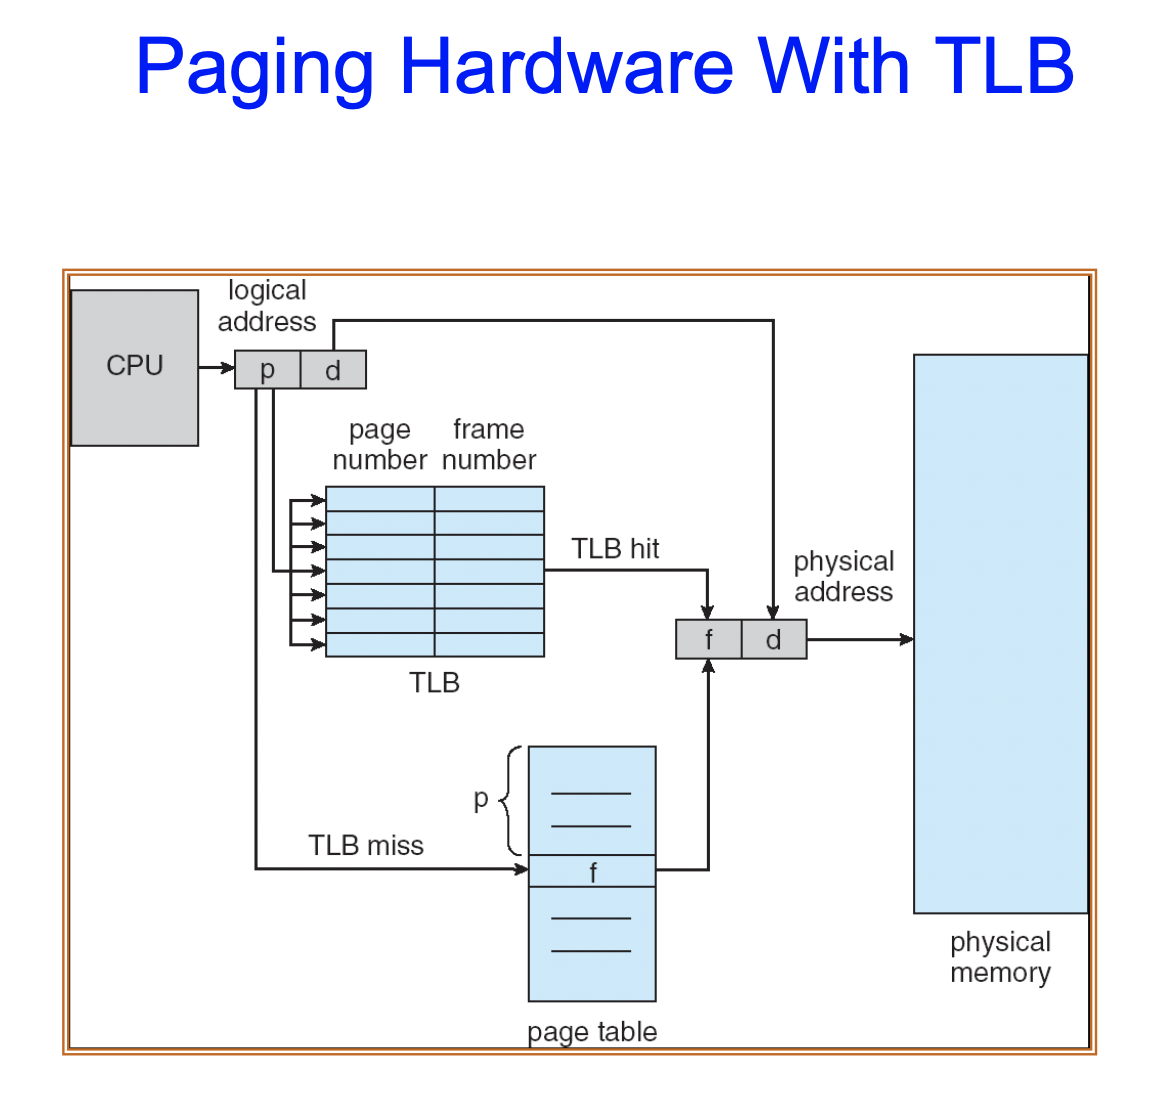 Paging Hardware With TLB
logical
address
CPU
p
d
page
number
frame
number
TLB hit
physical
address
f
d
TLB
p
TLB miss
f
physical
memory
page table